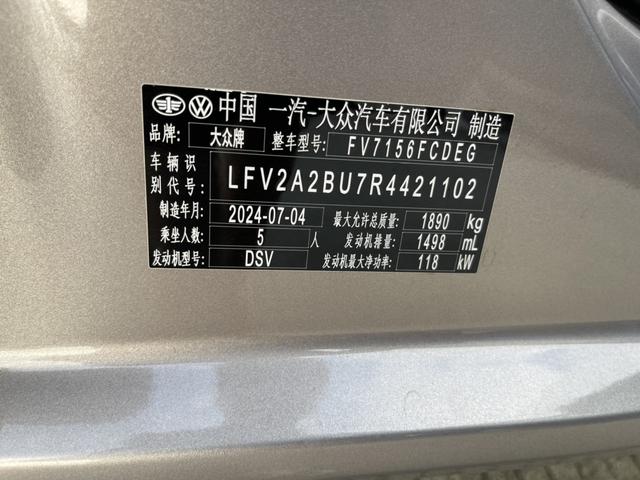 中国 一汽-大众汽车有限公司 制造
品牌: 大众牌 整车型号: FV7156FCDEG
车辆识别代号: LFV2A2BU7R4421102
制造年月: 2024-07-04 最大允许总质量: 1890 kg
乘坐人数: 5 人 发动机排量: 1498 mL
发动机型号: DSV 发动机最大净功率: 118 kW